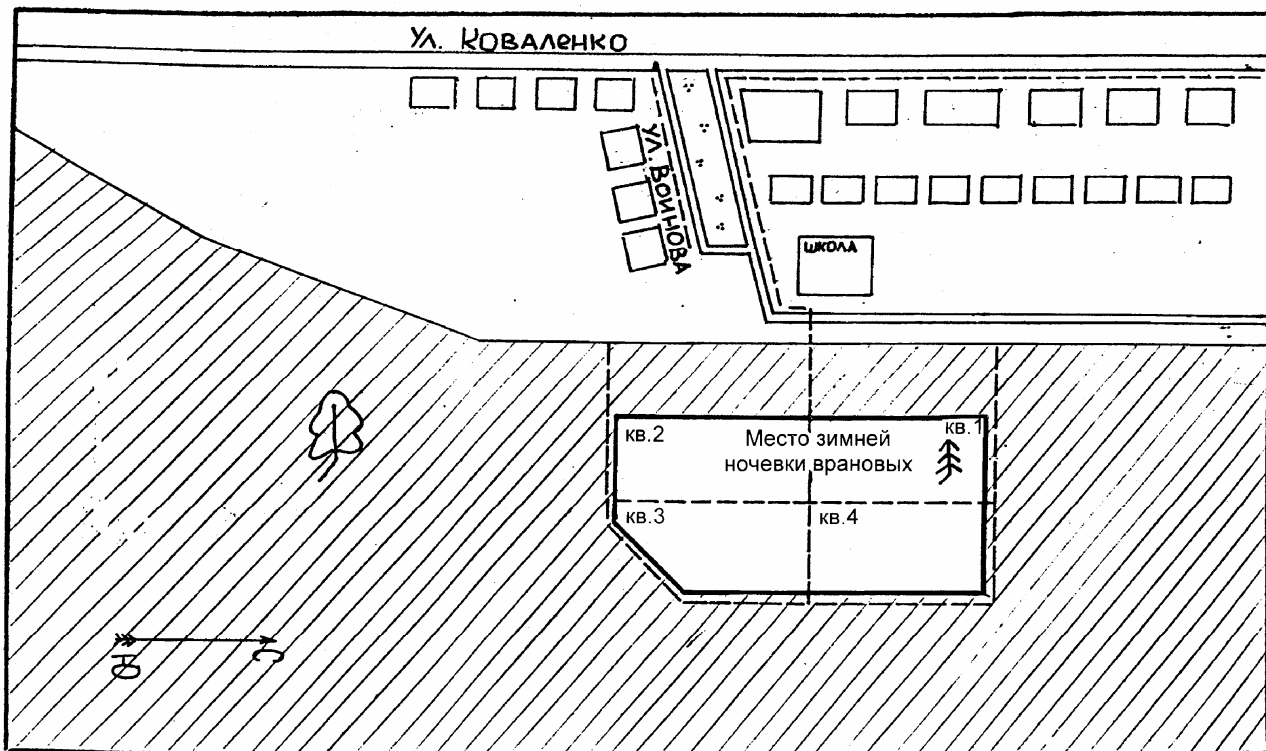 Ул. Коваленко
Ул. Воинова
школа
кв.2
Место зимней
ночевки врановых
кв.1
кв.3
кв.4
Ю
С